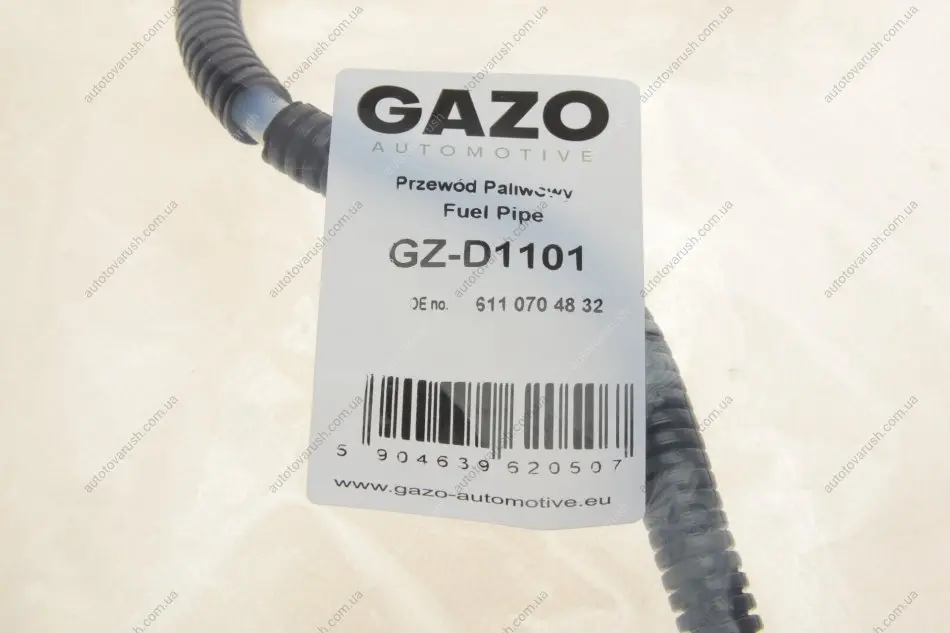 GAZO
AUTOMOTIVE
Przewód Paliwowy
Fuel Pipe
GZ-D1101
OE no. 611 070 48 32
5 904639 620507
www.gazo-automotive.eu
autotovarush.com.ua